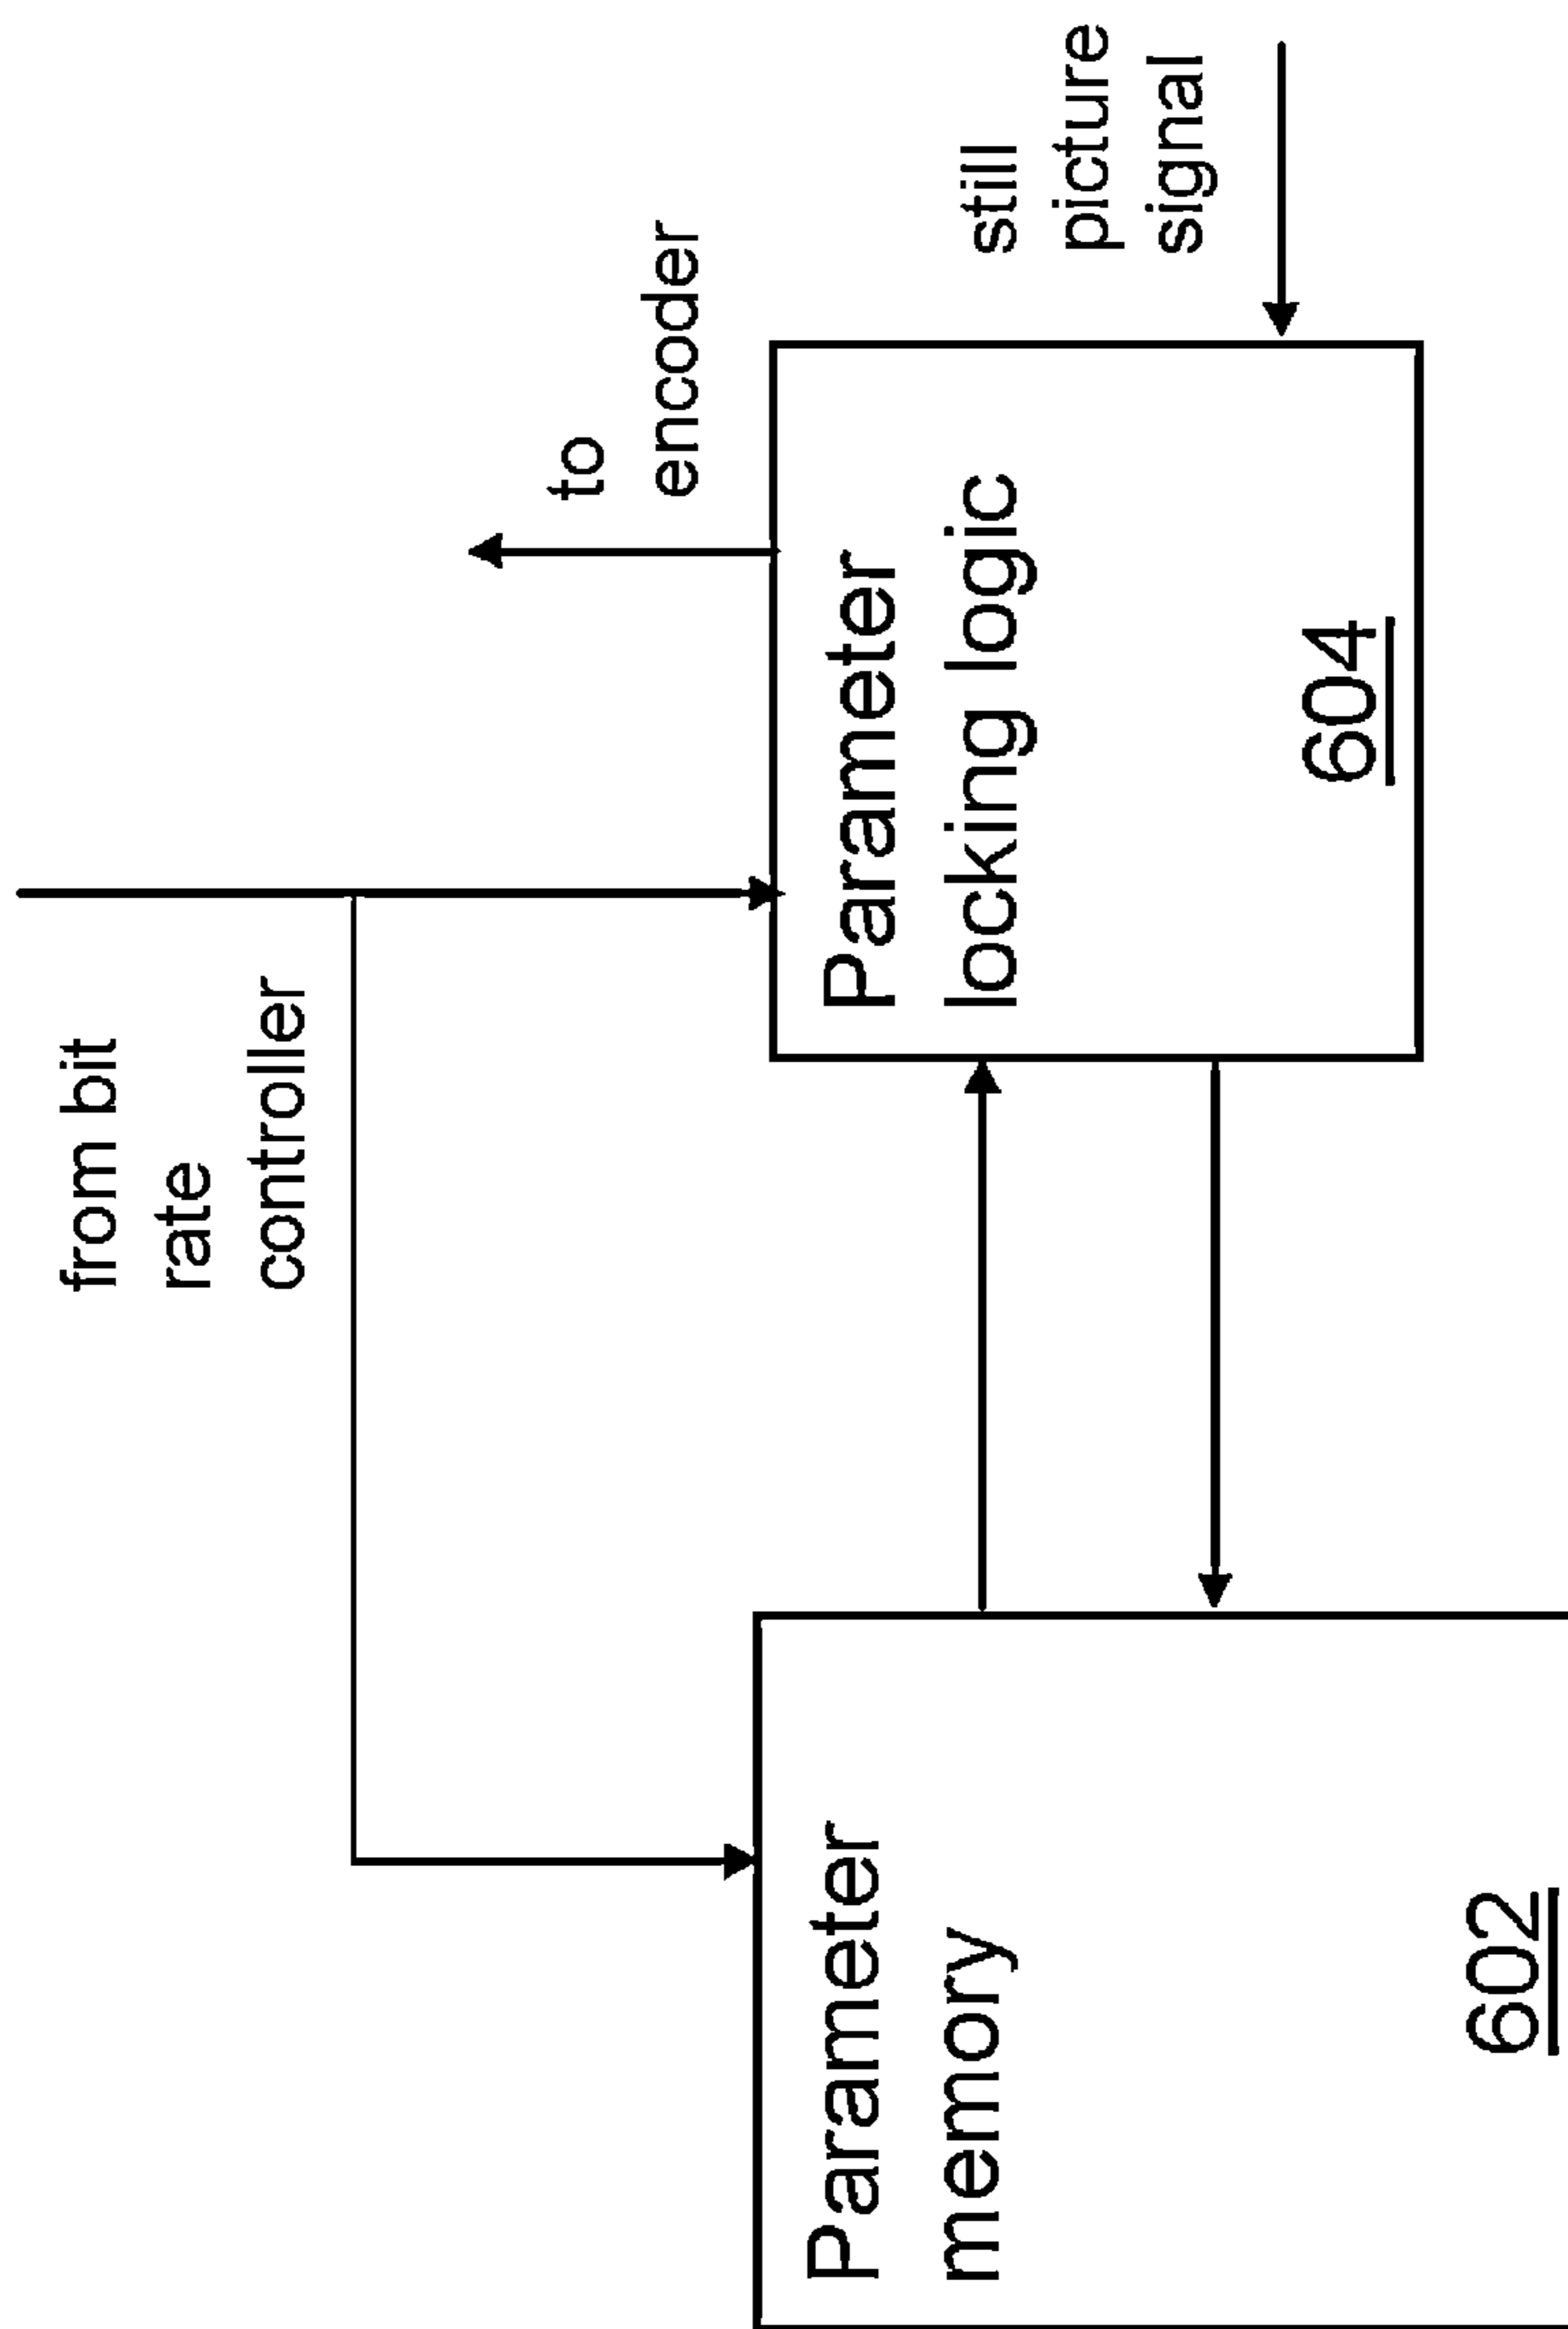 from bit
rate
controller
to
encoder
Parameter
memory
602
Parameter
locking logic
604
still
picture
signal